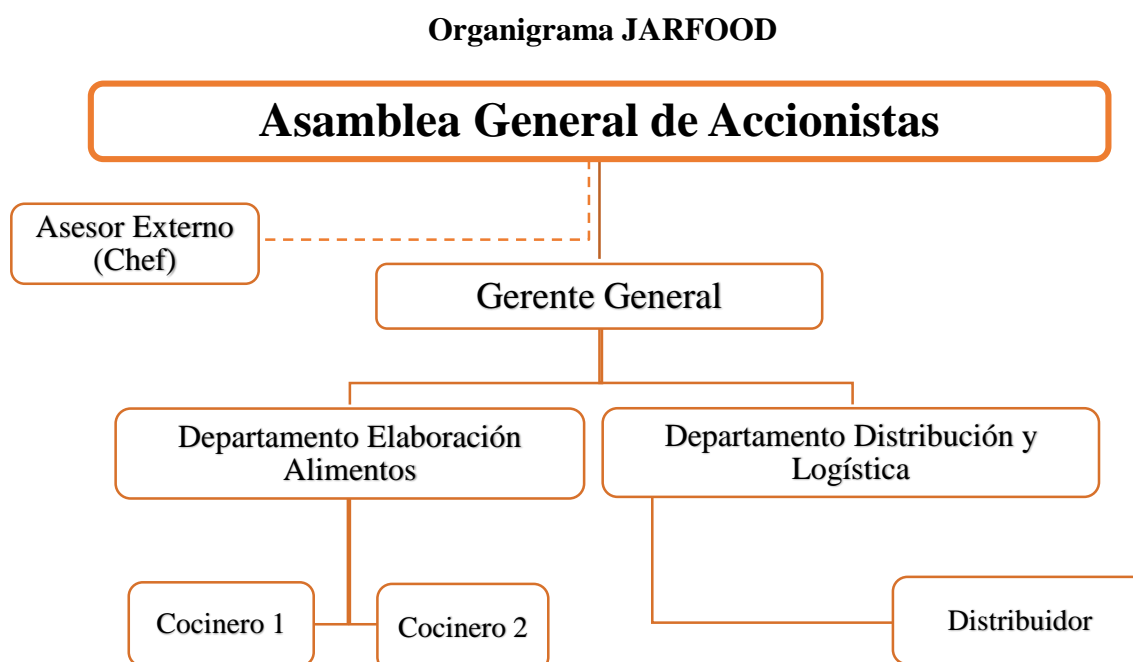 Organigrama JARFOOD
Asamblea General de Accionistas
Asesor Externo
(Chef)
Gerente General
Departamento Elaboración
Alimentos
Departamento Distribución y
Logística
Cocinero 1
Cocinero 2
Distribuidor